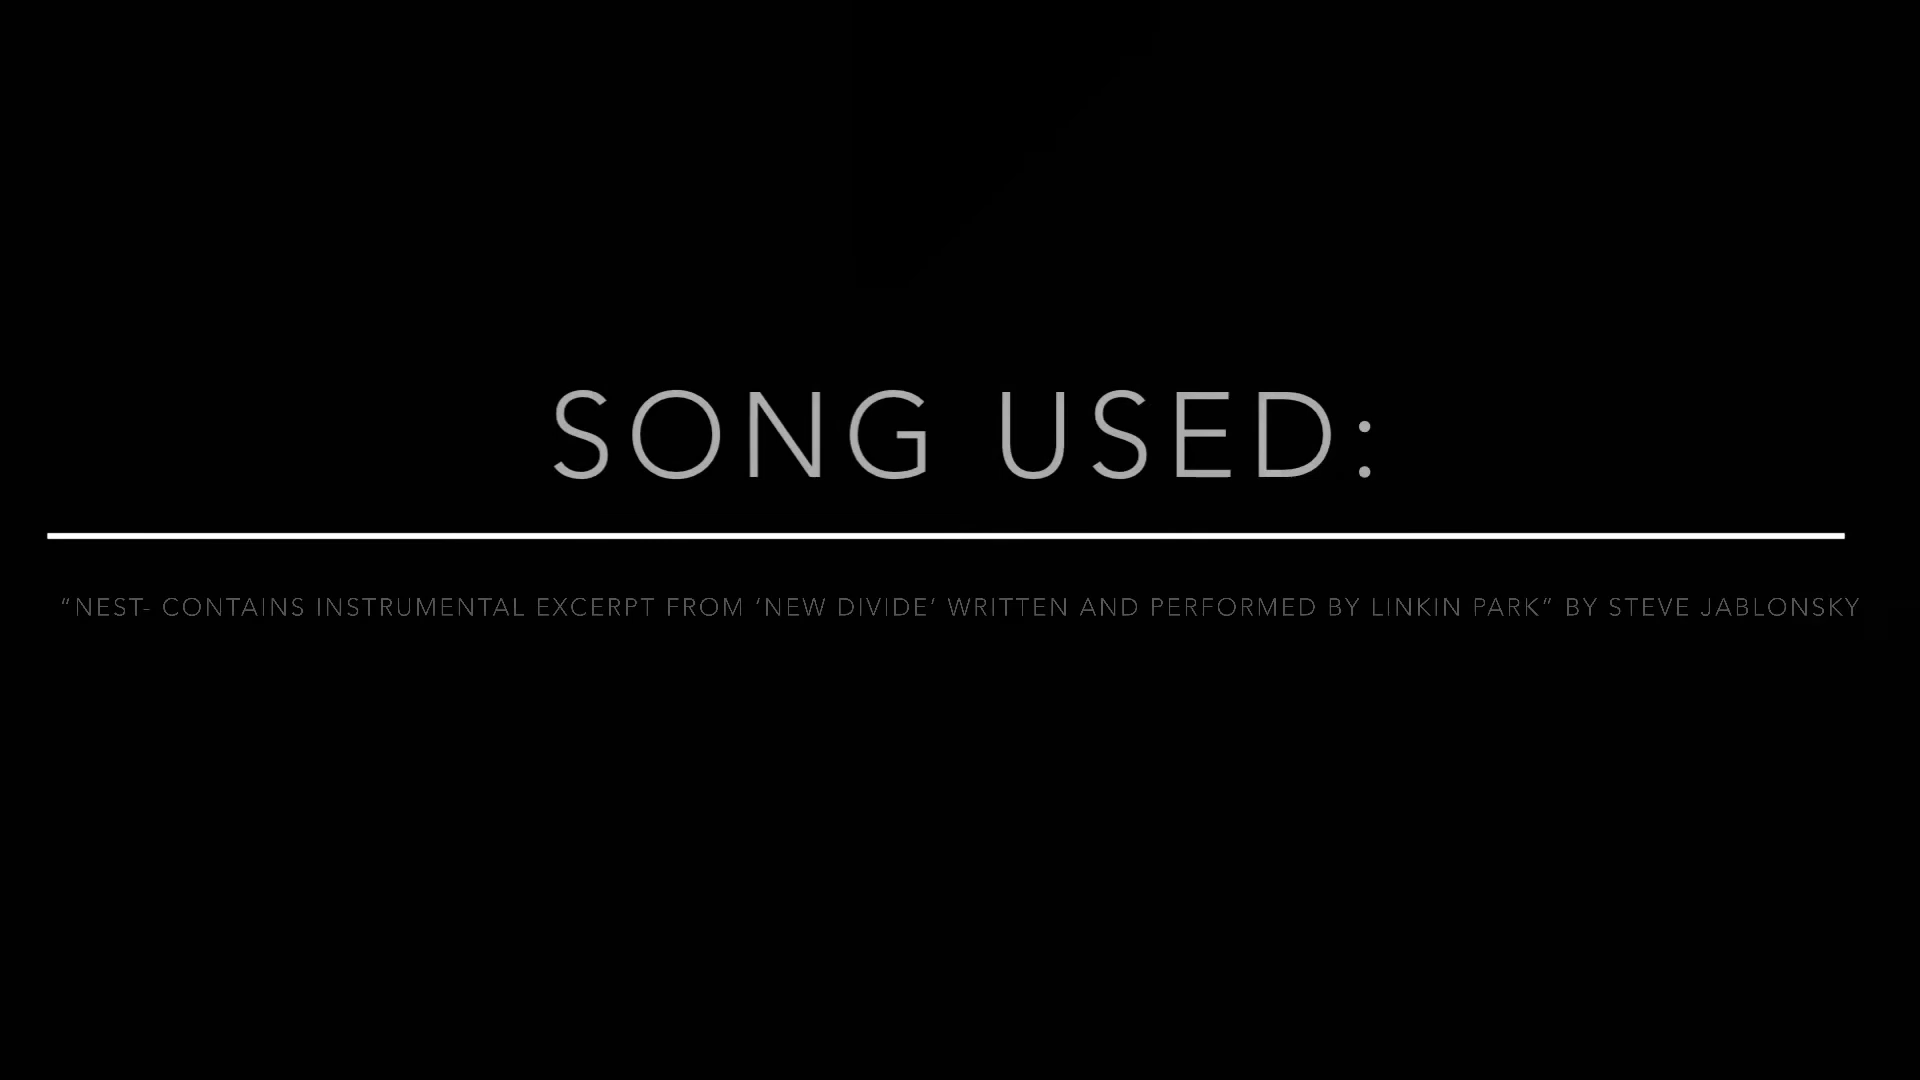 SONG USED:
“NEST- CONTAINS INSTRUMENTAL EXCERPT FROM ‘NEW DIVIDE’ WRITTEN AND PERFORMED BY LINKIN PARK” BY STEVE JABLONSKY